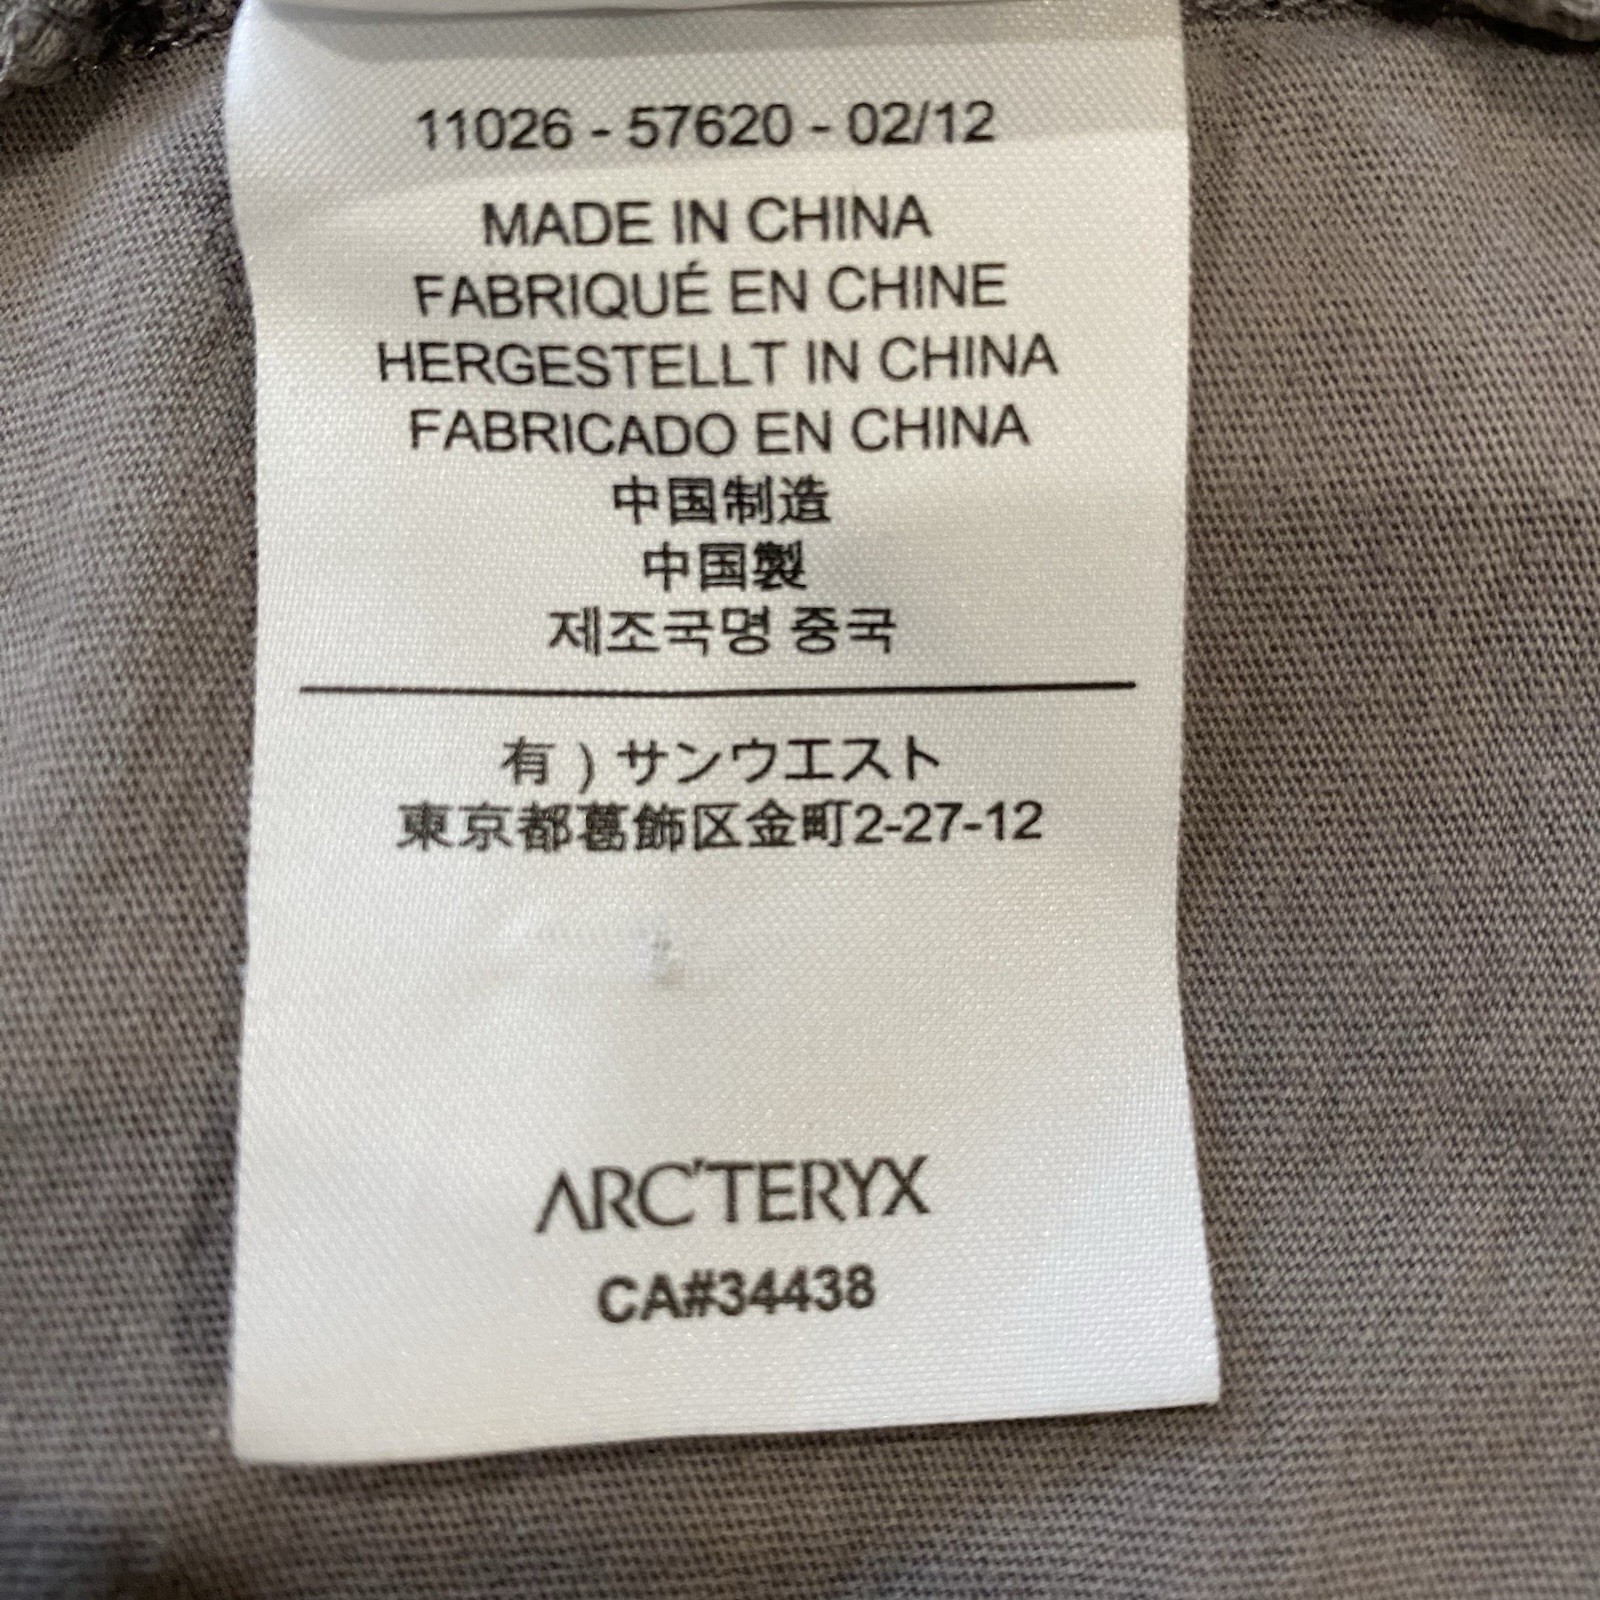 11026 - 57620 - 02/12
MADE IN CHINA
FABRIQUÉ EN CHINE
HERGESTELLT IN CHINA
FABRICADO EN CHINA
中国制造
中国製
제조국명 중국
有）サンウエスト
東京都葛飾区金町2-27-12
ARC'TERYX
CA#34438